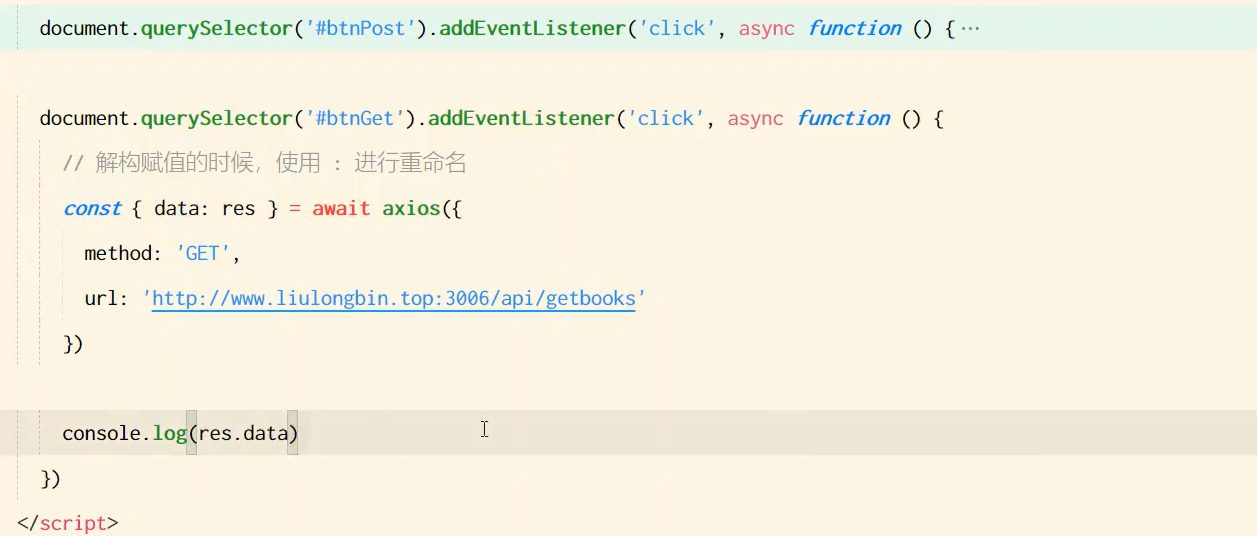 document.querySelector('#btnPost').addEventListener('click', async function () {…
document.querySelector('#btnGet').addEventListener('click', async function () {
// 解构赋值的时候，使用 : 进行重命名
const { data: res } = await axios({
method: 'GET',
url: 'http://www.liulongbin.top:3006/api/getbooks'
})
console.log(res.data)
})
</script>